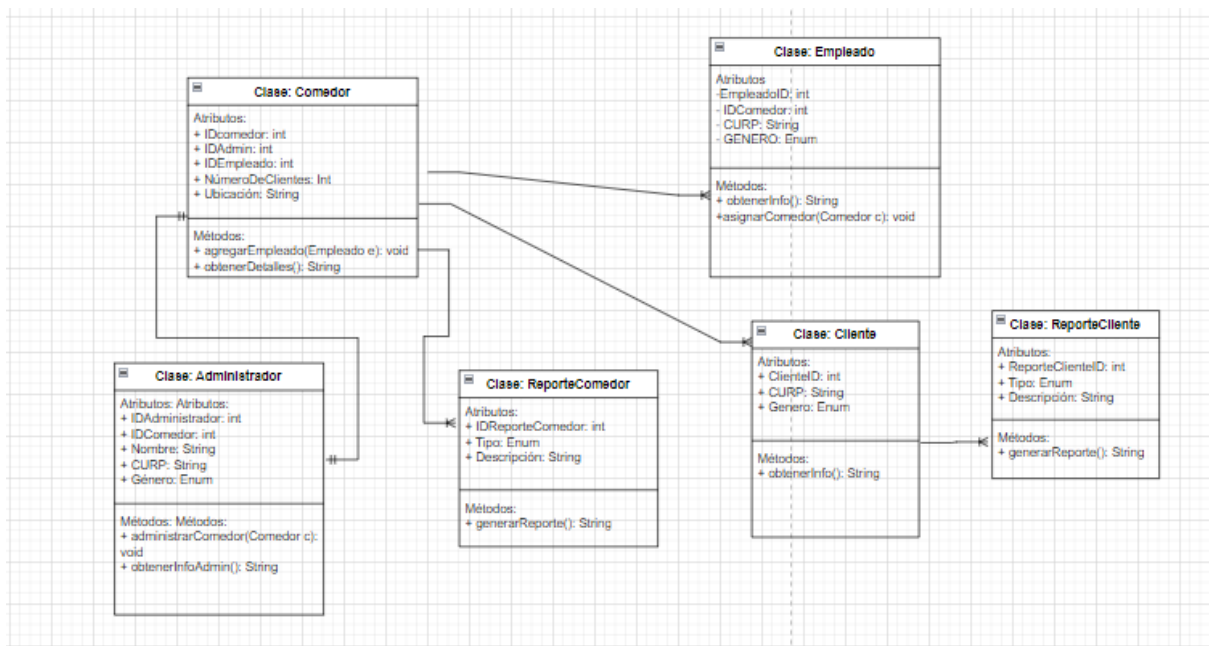 Clase: Comedor
Atributos:
+ IDcomedor: int
+ IDAdmin: int
+ IDEmpleado: int
+ NúmeroDeClientes: Int
+ Ubicación: String
Métodos:
+ agregarEmpleado(Empleado e): void
+ obtenerDetalles(): String
Clase: Empleado
Atributos
-EmpleadoID: int
- IDComedor: int
- CURP: String
- GENERO: Enum
Métodos:
+ obtenerInfo(): String
+asignarComedor(Comedor c): void
Clase: Administrador
Atributos: Atributos:
+ IDAdministrador: int
+ IDComedor: int
+ Nombre: String
+ CURP: String
+ Género: Enum
Métodos: Métodos:
+ administrarComedor(Comedor c):
void
+ obtenerInfoAdmin(): String
Clase: ReporteComedor
Atributos:
+ IDReporteComedor: int
+ Tipo: Enum
+ Descripción: String
Métodos:
+ generarReporte(): String
Clase: Cliente
Atributos:
+ ClienteID: int
+ CURP: String
+ Genero: Enum
Métodos:
+ obtenerInfo(): String
Clase: ReporteCliente
Atributos:
+ ReporteClienteID: int
+ Tipo: Enum
+ Descripción: String
Métodos:
+ generarReporte(): String